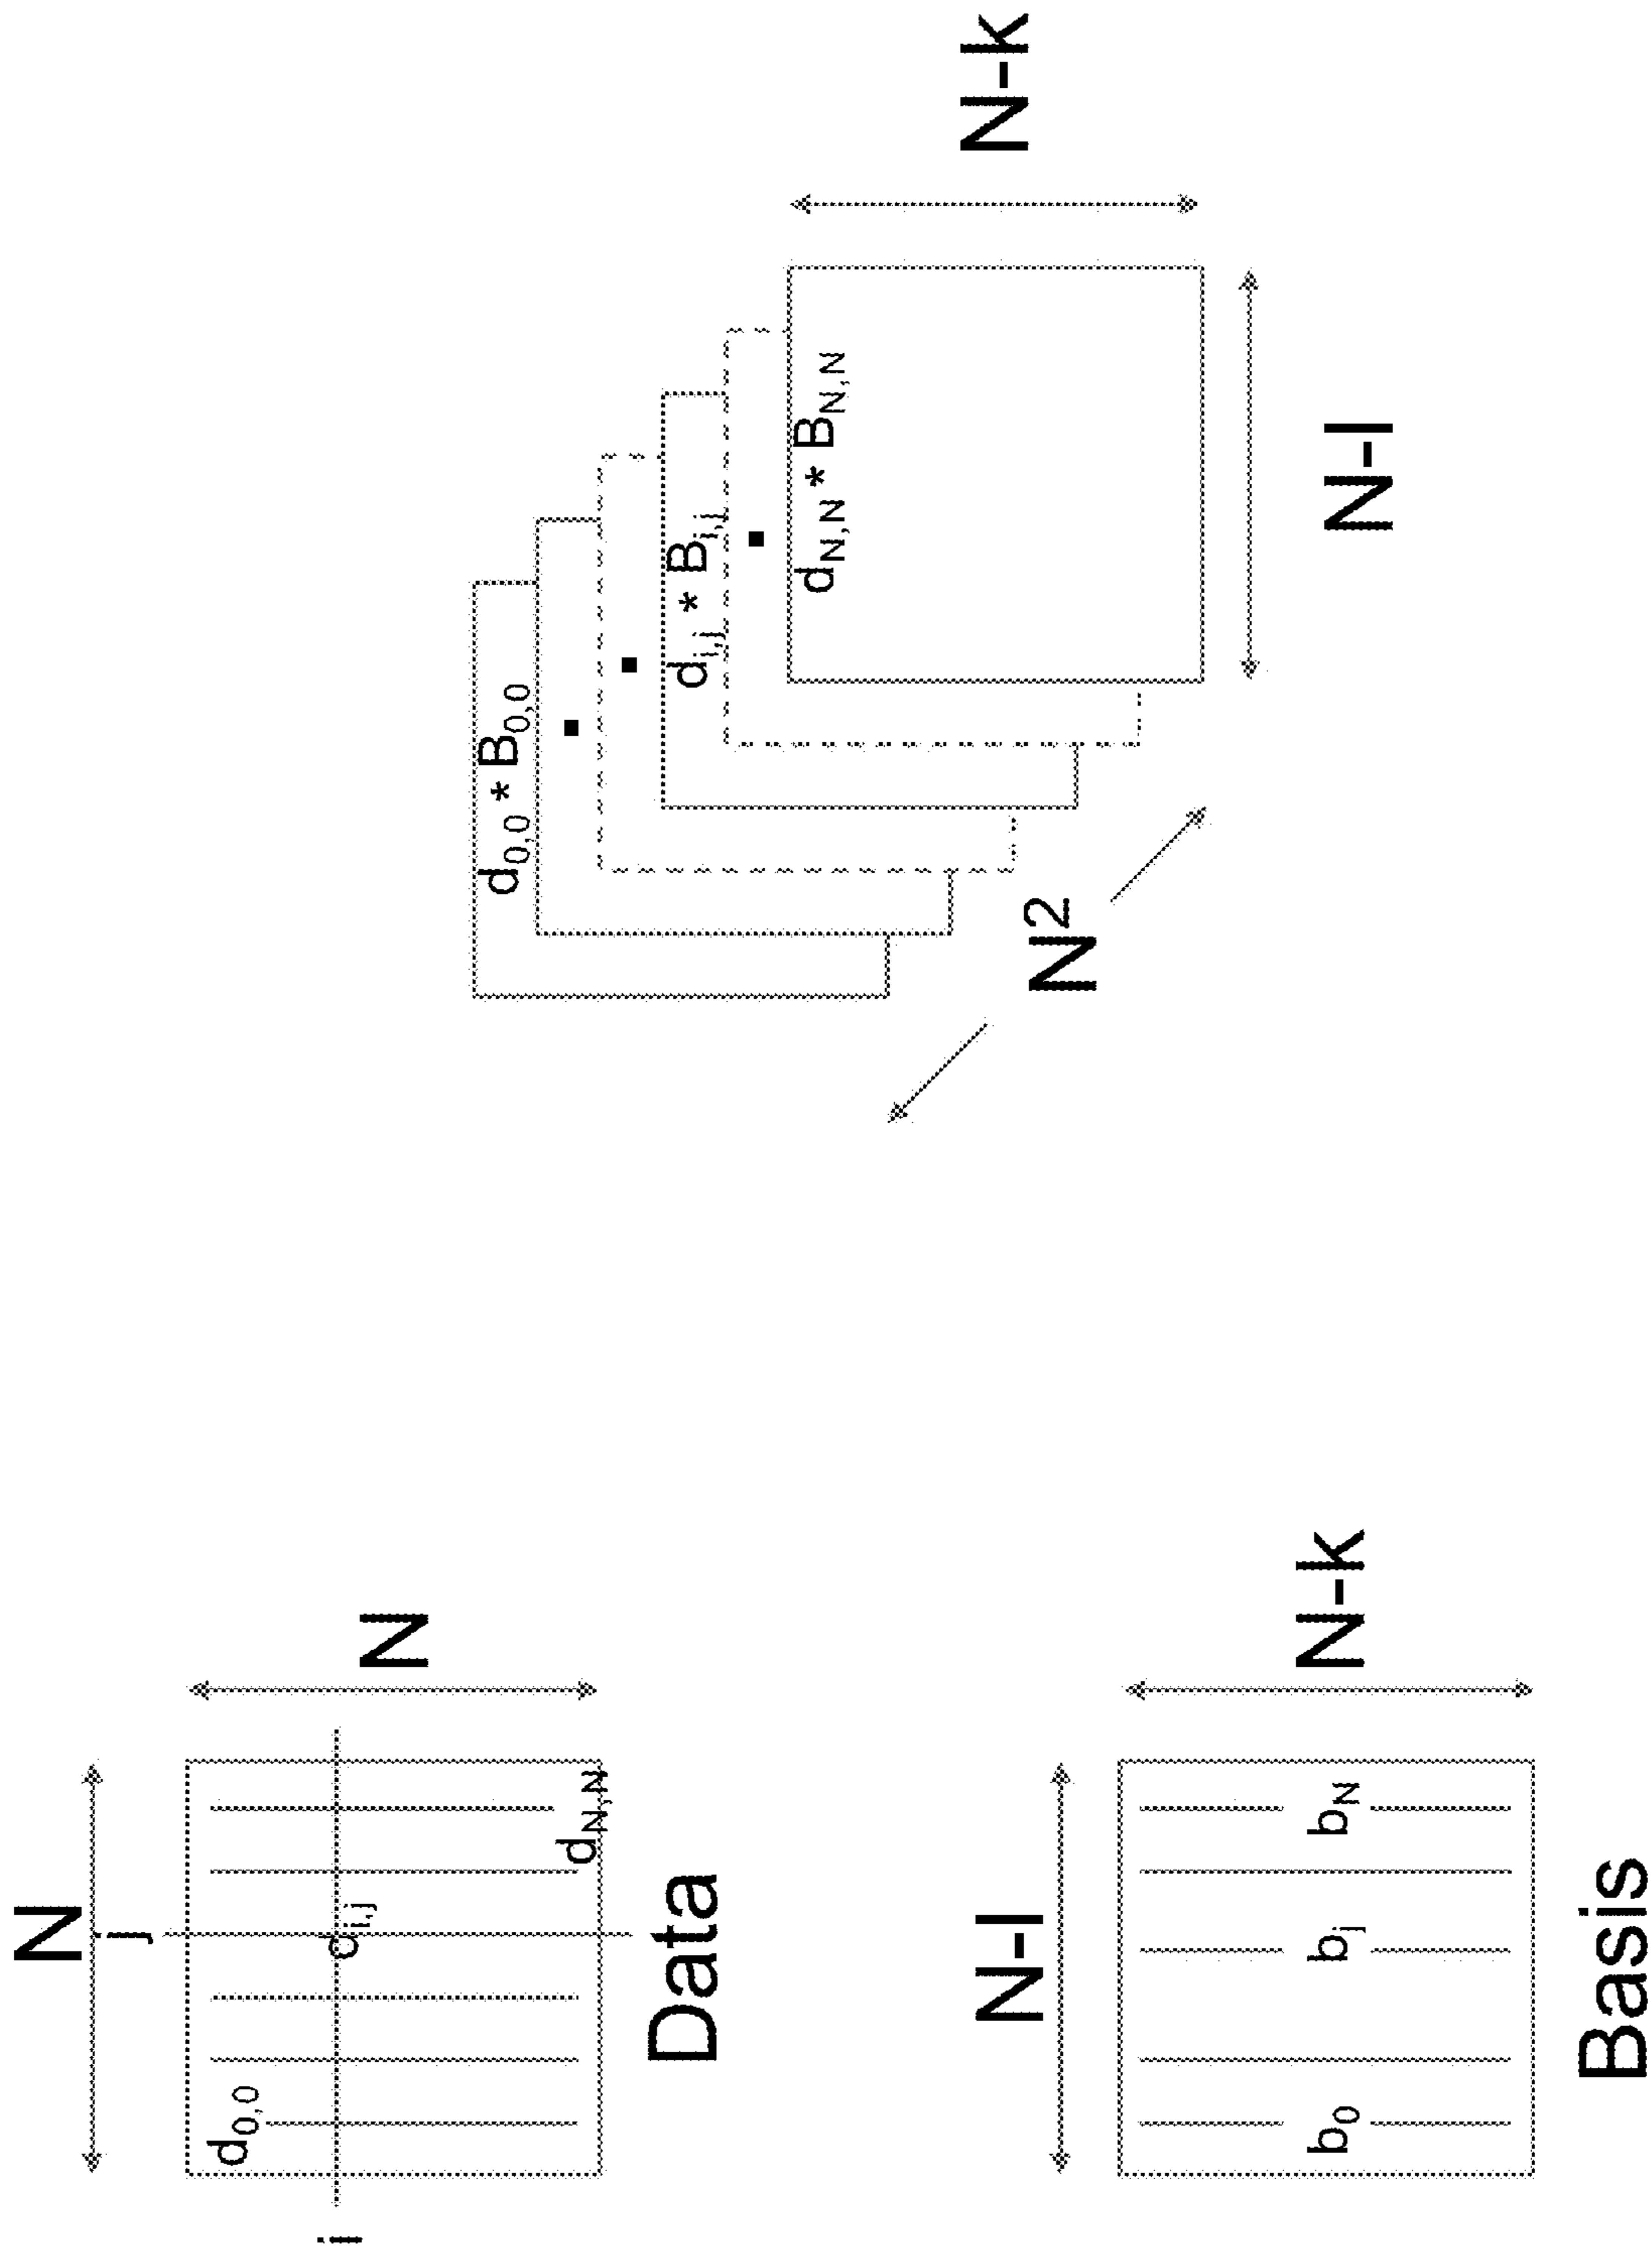 N
j
i
d0,0
di,j
dN,N
N
Data
N-l
b0
bj
bN
N-k
Basis
d0,0 * B0,0
di,j * Bi,j
dN,N * BN,N
N-k
N-l
N²